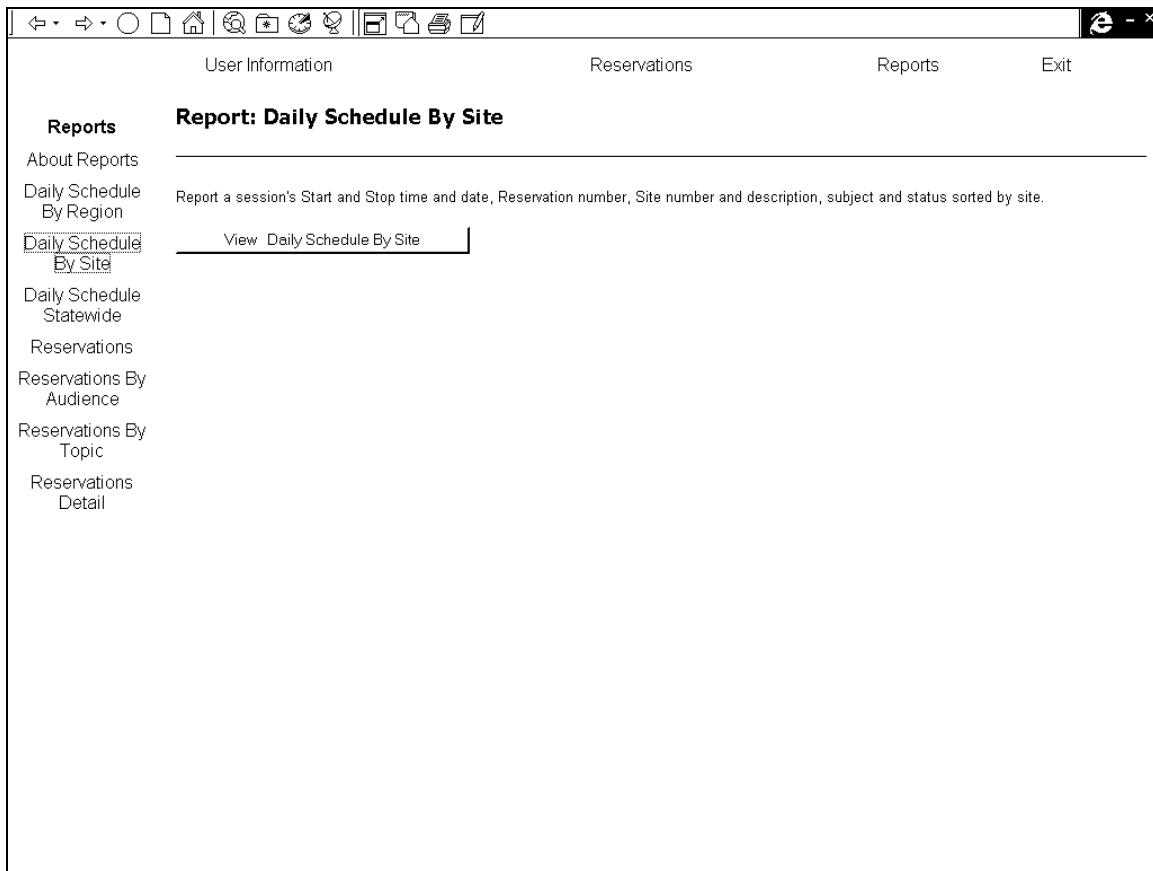 User Information Reservations Reports Exit
Reports
About Reports
Daily Schedule
By Region
Daily Schedule
By Site
Daily Schedule
Statewide
Reservations
Reservations By
Audience
Reservations By
Topic
Reservations
Detail
Report: Daily Schedule By Site
Report a session's Start and Stop time and date, Reservation number, Site number and description, subject and status sorted by site.
View Daily Schedule By Site